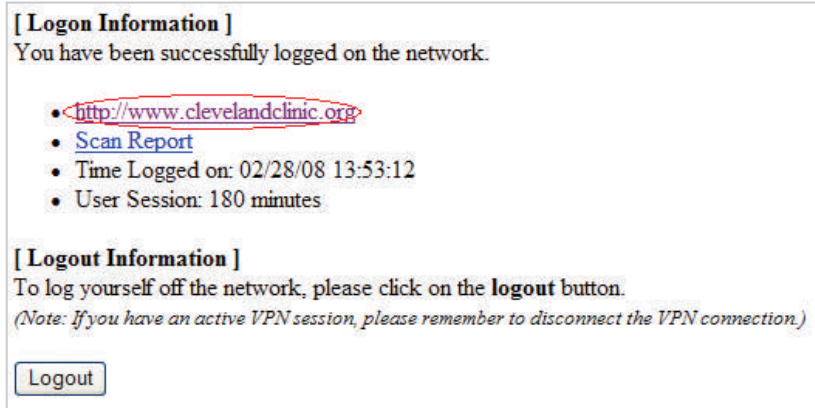 [ Logon Information ]
You have been successfully logged on the network.
• http://www.clevelandclinic.org
• Scan Report
• Time Logged on: 02/28/08 13:53:12
• User Session: 180 minutes
[ Logout Information ]
To log yourself off the network, please click on the logout button.
(Note: If you have an active VPN session, please remember to disconnect the VPN connection.)
Logout